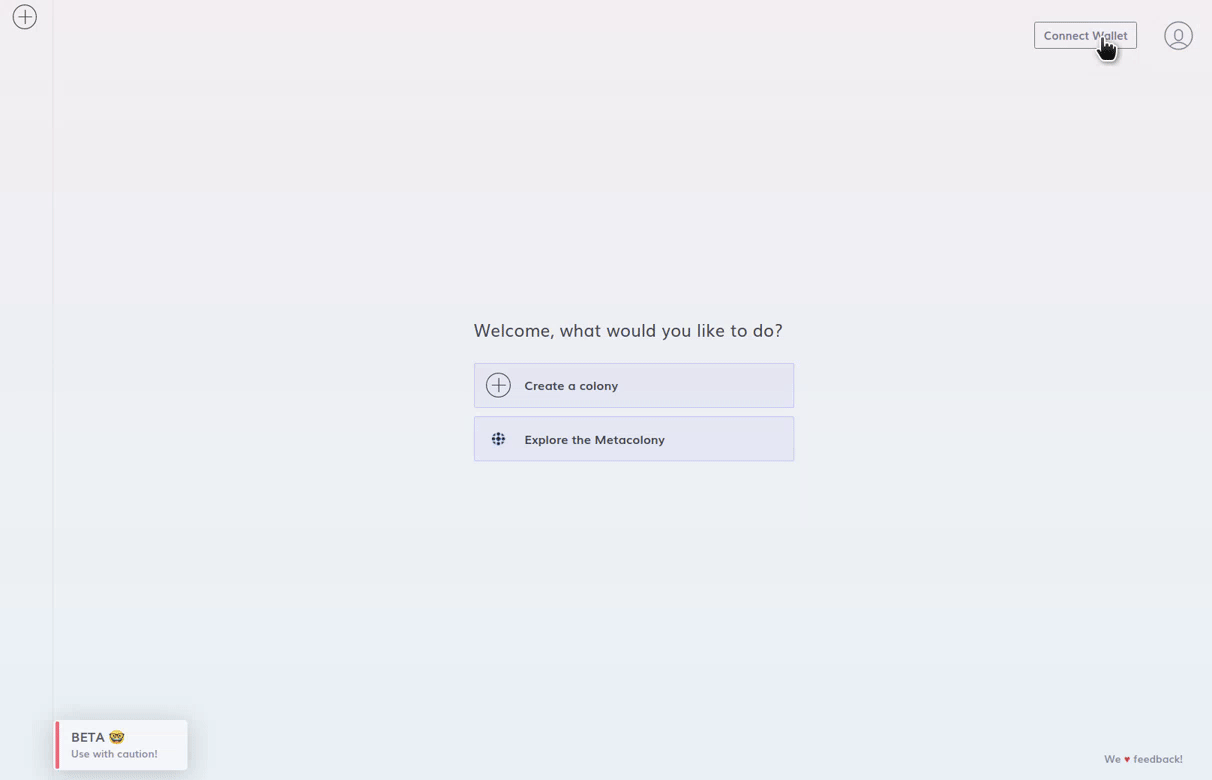 Connect Wallet
Welcome, what would you like to do?
Create a colony
Explore the Metacolony
BETA 🤓
Use with caution!
We ♥ feedback!